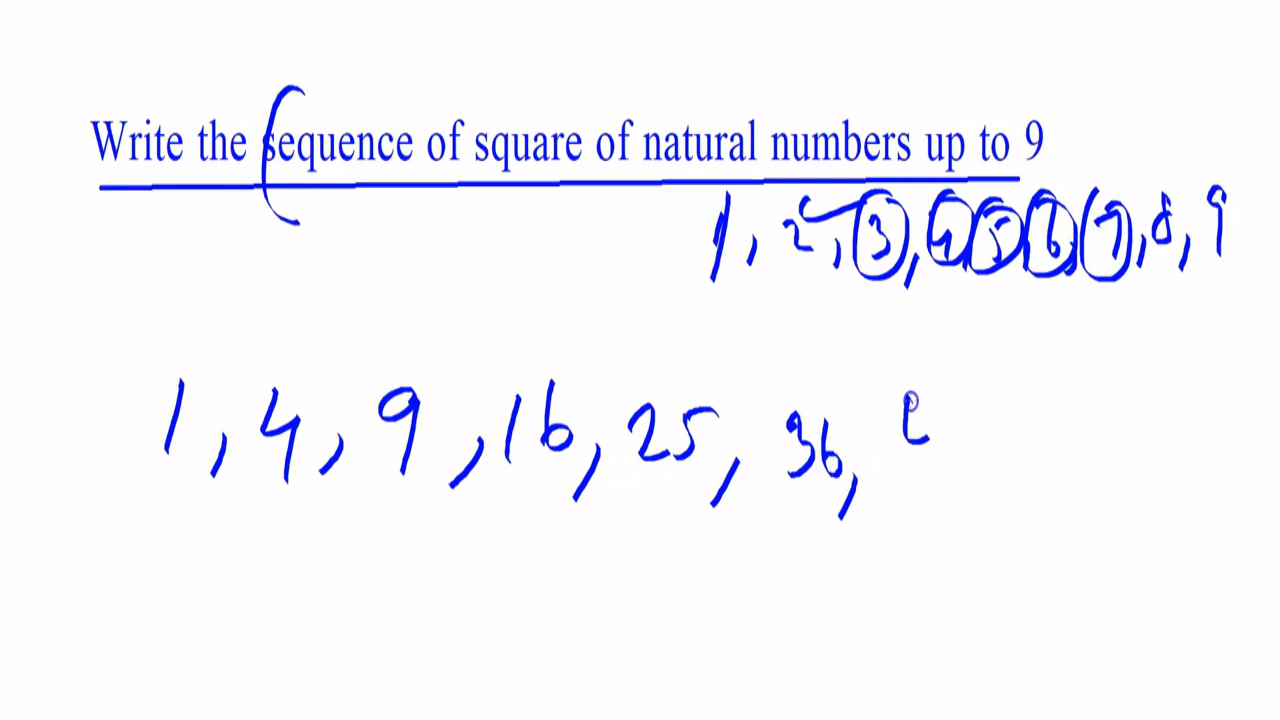 Write the sequence of square of natural numbers up to 9
1, 2, 3, 4, 5, 6, 7, 8, 9
1, 4, 9, 16, 25, 36,